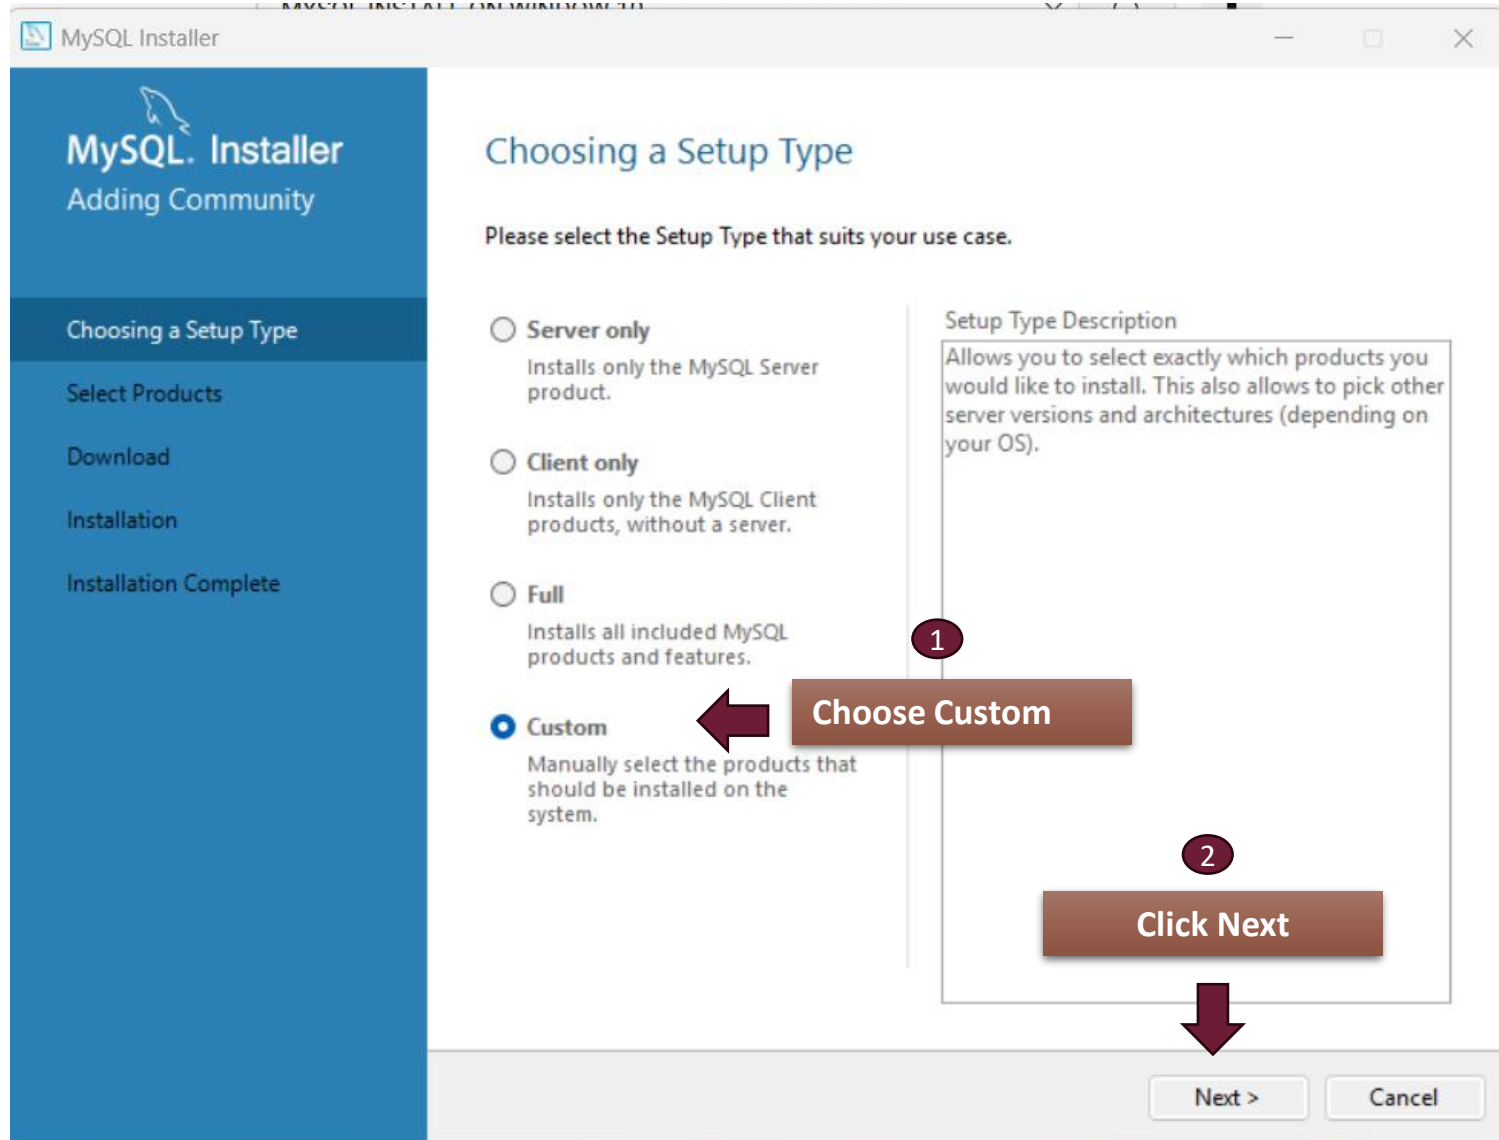 MYSQL INSTALL ON WINDOW 10
MySQL Installer
MySQL. Installer
Adding Community
Choosing a Setup Type
Select Products
Download
Installation
Installation Complete
Choosing a Setup Type
Please select the Setup Type that suits your use case.
Server only
Installs only the MySQL Server
product.
Client only
Installs only the MySQL Client
products, without a server.
Full
Installs all included MySQL
products and features.
Custom
Manually select the products that
should be installed on the
system.
Setup Type Description
Allows you to select exactly which products you
would like to install. This also allows to pick other
server versions and architectures (depending on
your OS).
1
Choose Custom
2
Click Next
Next >
Cancel